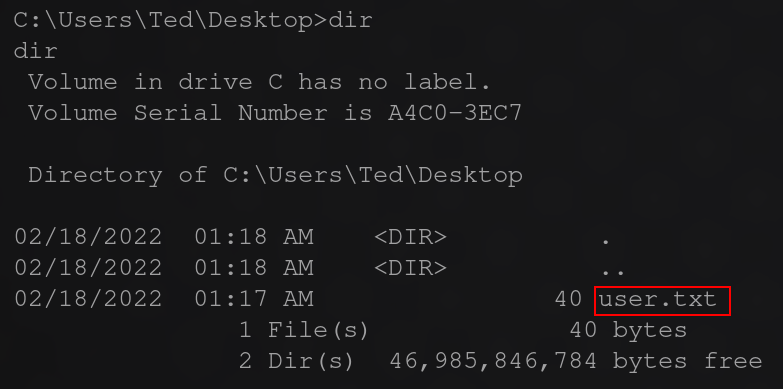 C:\Users\Ted\Desktop>dir
dir
 Volume in drive C has no label.
 Volume Serial Number is A4C0-3EC7

 Directory of C:\Users\Ted\Desktop

02/18/2022  01:18 AM    <DIR>          .
02/18/2022  01:18 AM    <DIR>          ..
02/18/2022  01:17 AM                40 user.txt
               1 File(s)             40 bytes
               2 Dir(s)  46,985,846,784 bytes free